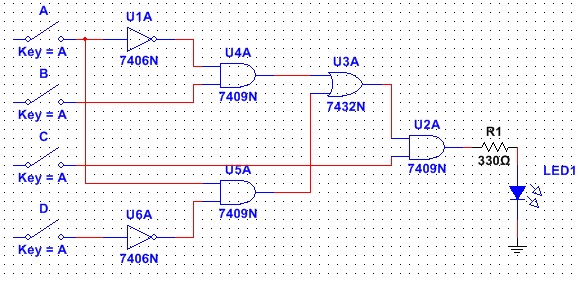 A
Key = A
U1A
7406N
B
Key = A
U4A
7409N
U3A
7432N
C
Key = A
U2A
7409N
R1
330Ω
LED1
U5A
7409N
D
Key = A
U6A
7406N